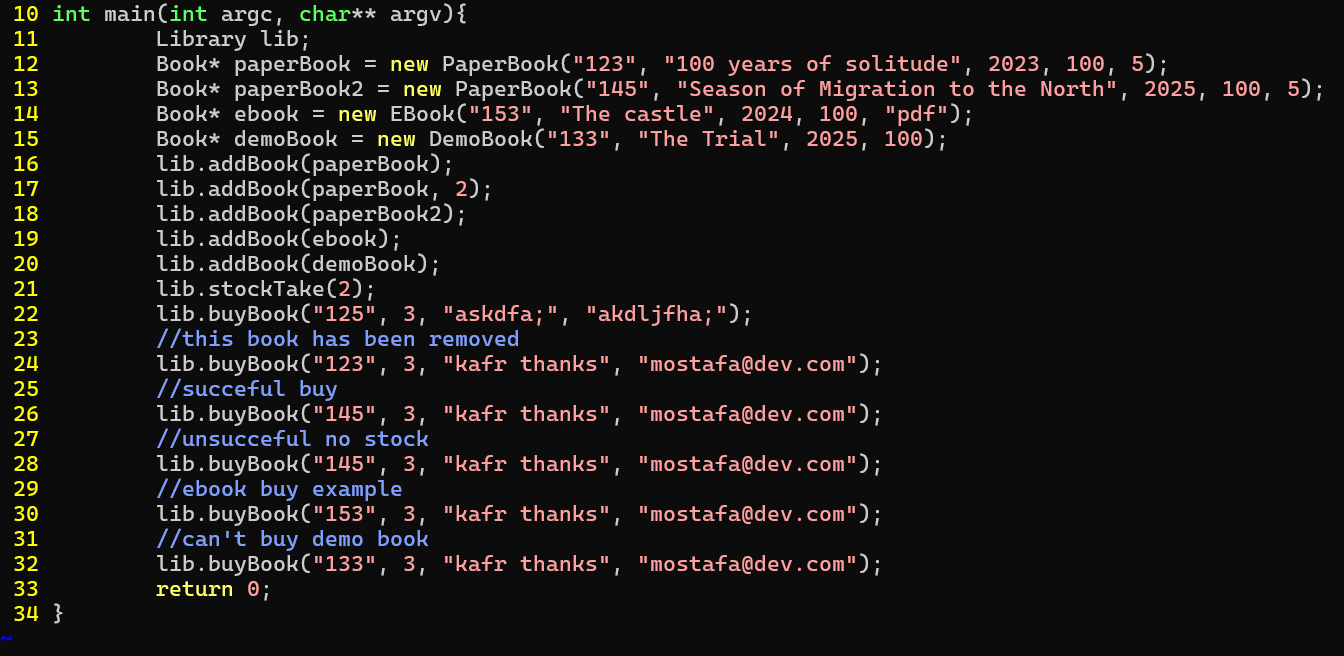 10 int main(int argc, char** argv){
11         Library lib;
12         Book* paperBook = new PaperBook("123", "100 years of solitude", 2023, 100, 5);
13         Book* paperBook2 = new PaperBook("145", "Season of Migration to the North", 2025, 100, 5);
14         Book* ebook = new EBook("153", "The castle", 2024, 100, "pdf");
15         Book* demoBook = new DemoBook("133", "The Trial", 2025, 100);
16         lib.addBook(paperBook);
17         lib.addBook(paperBook, 2);
18         lib.addBook(paperBook2);
19         lib.addBook(ebook);
20         lib.addBook(demoBook);
21         lib.stockTake(2);
22         lib.buyBook("125", 3, "askdfa;", "akdljfha;");
23         //this book has been removed
24         lib.buyBook("123", 3, "kafr thanks", "mostafa@dev.com");
25         //succeful buy
26         lib.buyBook("145", 3, "kafr thanks", "mostafa@dev.com");
27         //unsucceful no stock
28         lib.buyBook("145", 3, "kafr thanks", "mostafa@dev.com");
29         //ebook buy example
30         lib.buyBook("153", 3, "kafr thanks", "mostafa@dev.com");
31         //can't buy demo book
32         lib.buyBook("133", 3, "kafr thanks", "mostafa@dev.com");
33         return 0;
34 }
~